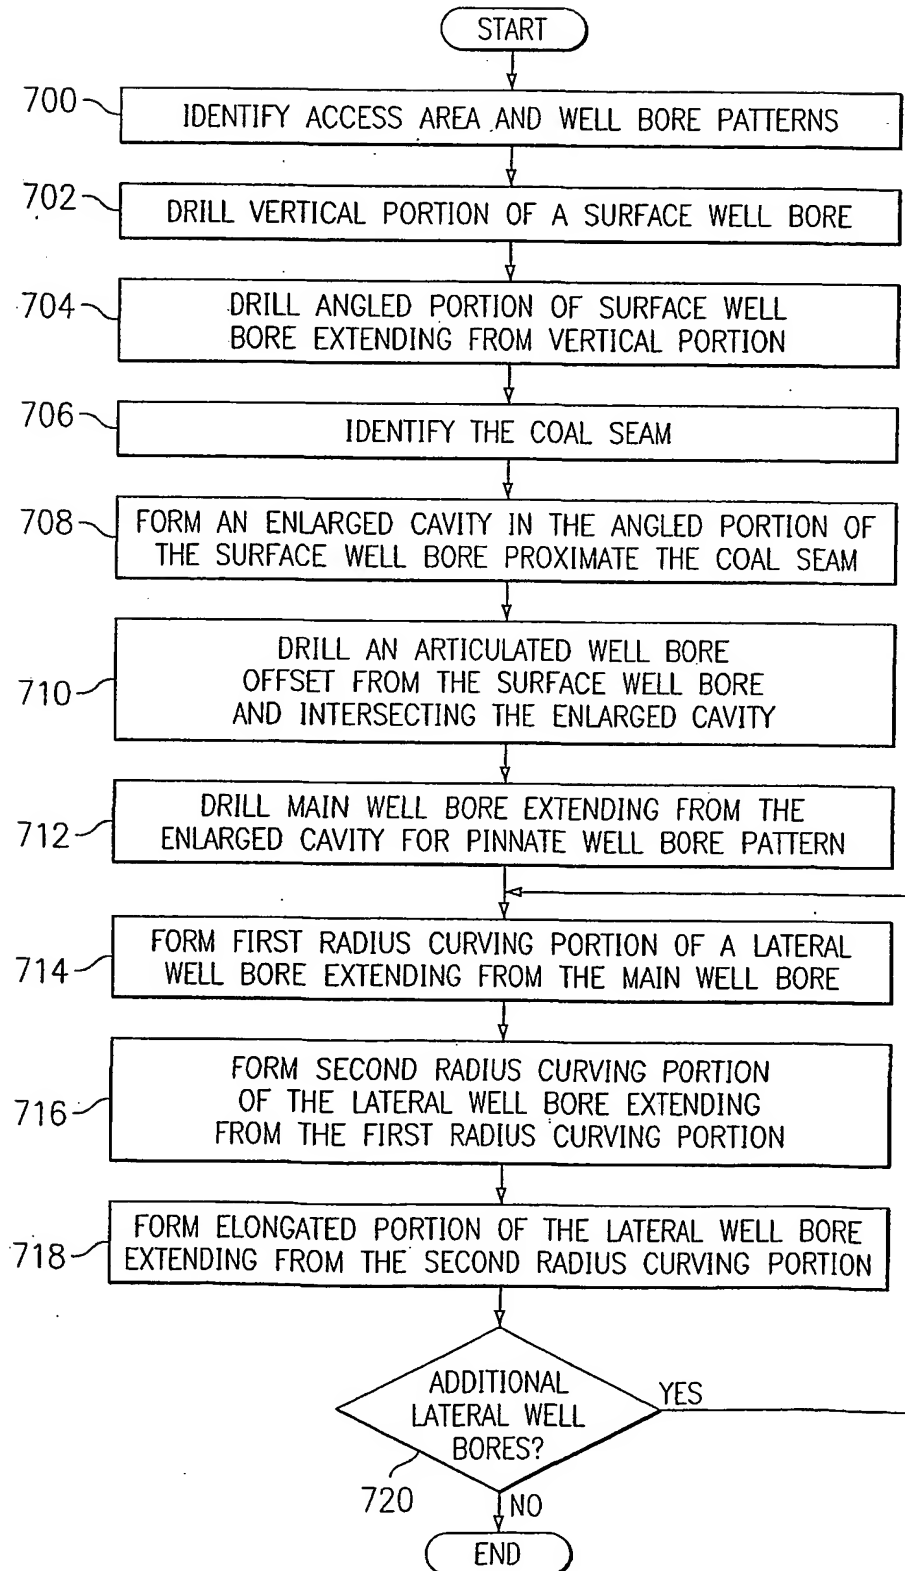 START
700
IDENTIFY ACCESS AREA AND WELL BORE PATTERNS
702
DRILL VERTICAL PORTION OF A SURFACE WELL BORE
704
DRILL ANGLED PORTION OF SURFACE WELL
BORE EXTENDING FROM VERTICAL PORTION
706
IDENTIFY THE COAL SEAM
708
FORM AN ENLARGED CAVITY IN THE ANGLED PORTION OF
THE SURFACE WELL BORE PROXIMATE THE COAL SEAM
710
DRILL AN ARTICULATED WELL BORE
OFFSET FROM THE SURFACE WELL BORE
AND INTERSECTING THE ENLARGED CAVITY
712
DRILL MAIN WELL BORE EXTENDING FROM THE
ENLARGED CAVITY FOR PINNATE WELL BORE PATTERN
714
FORM FIRST RADIUS CURVING PORTION OF A LATERAL
WELL BORE EXTENDING FROM THE MAIN WELL BORE
716
FORM SECOND RADIUS CURVING PORTION
OF THE LATERAL WELL BORE EXTENDING
FROM THE FIRST RADIUS CURVING PORTION
718
FORM ELONGATED PORTION OF THE LATERAL WELL BORE
EXTENDING FROM THE SECOND RADIUS CURVING PORTION
ADDITIONAL
LATERAL WELL
BORES?
YES
720
NO
END